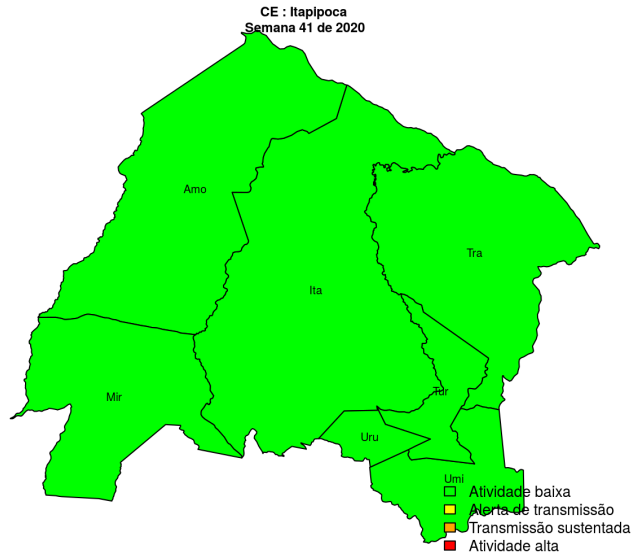 CE : Itapipoca
Semana 41 de 2020
Amo
Tra
Ita
Tur
Mir
Uru
Umi
Atividade baixa
Alerta de transmissão
Transmissão sustentada
Atividade alta